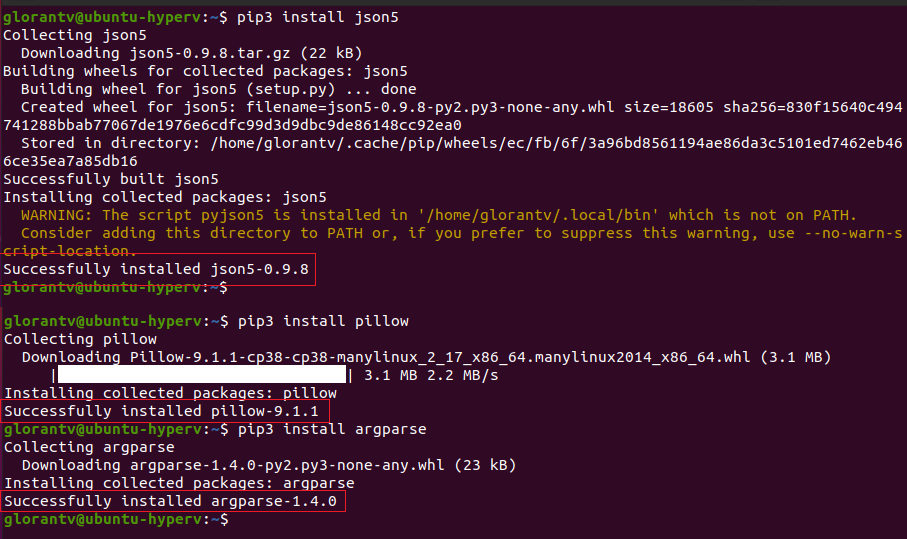 glorantv@ubuntu-hyperv:~$ pip3 install json5
Collecting json5
  Downloading json5-0.9.8.tar.gz (22 kB)
Building wheels for collected packages: json5
  Building wheel for json5 (setup.py) ... done
  Created wheel for json5: filename=json5-0.9.8-py2.py3-none-any.whl size=18605 sha256=830f15640c494
741288bbab77067de1976e6cdfc99d3d9dbc9de86148cc92ea0
  Stored in directory: /home/glorantv/.cache/pip/wheels/ec/fb/6f/3a96bd8561194ae86da3c5101ed7462eb46
6ce35ea7a85db16
Successfully built json5
Installing collected packages: json5
  WARNING: The script pyjson5 is installed in '/home/glorantv/.local/bin' which is not on PATH.
  Consider adding this directory to PATH or, if you prefer to suppress this warning, use --no-warn-s
cript-location.
Successfully installed json5-0.9.8
glorantv@ubuntu-hyperv:~$
glorantv@ubuntu-hyperv:~$ pip3 install pillow
Collecting pillow
  Downloading Pillow-9.1.1-cp38-cp38-manylinux_2_17_x86_64.manylinux2014_x86_64.whl (3.1 MB)
     |████████████████████████████████| 3.1 MB 2.2 MB/s
Installing collected packages: pillow
Successfully installed pillow-9.1.1
glorantv@ubuntu-hyperv:~$ pip3 install argparse
Collecting argparse
  Downloading argparse-1.4.0-py2.py3-none-any.whl (23 kB)
Installing collected packages: argparse
Successfully installed argparse-1.4.0
glorantv@ubuntu-hyperv:~$